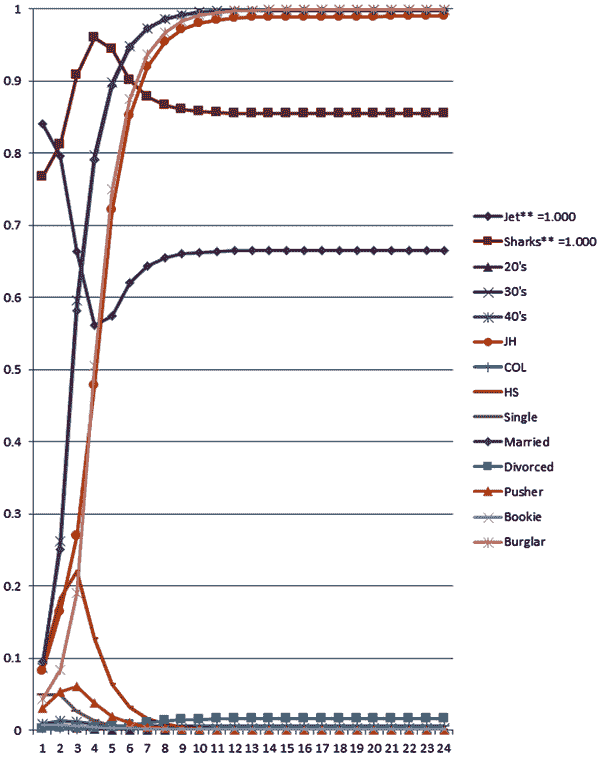 1
0.9
0.8
0.7
0.6
0.5
0.4
0.3
0.2
0.1
0
1 2 3 4 5 6 7 8 9 10 11 12 13 14 15 16 17 18 19 20 21 22 23 24
Jet** =1.000
Sharks** =1.000
20's
30's
40's
JH
COL
HS
Single
Married
Divorced
Pusher
Bookie
Burglar